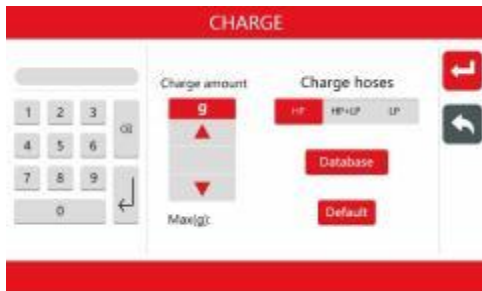 CHARGE
Charge amount
Charge hoses
g
HP HP+LP LP
1 2 3
4 5 6
7 8 9
0
Database
Default
Max(g):